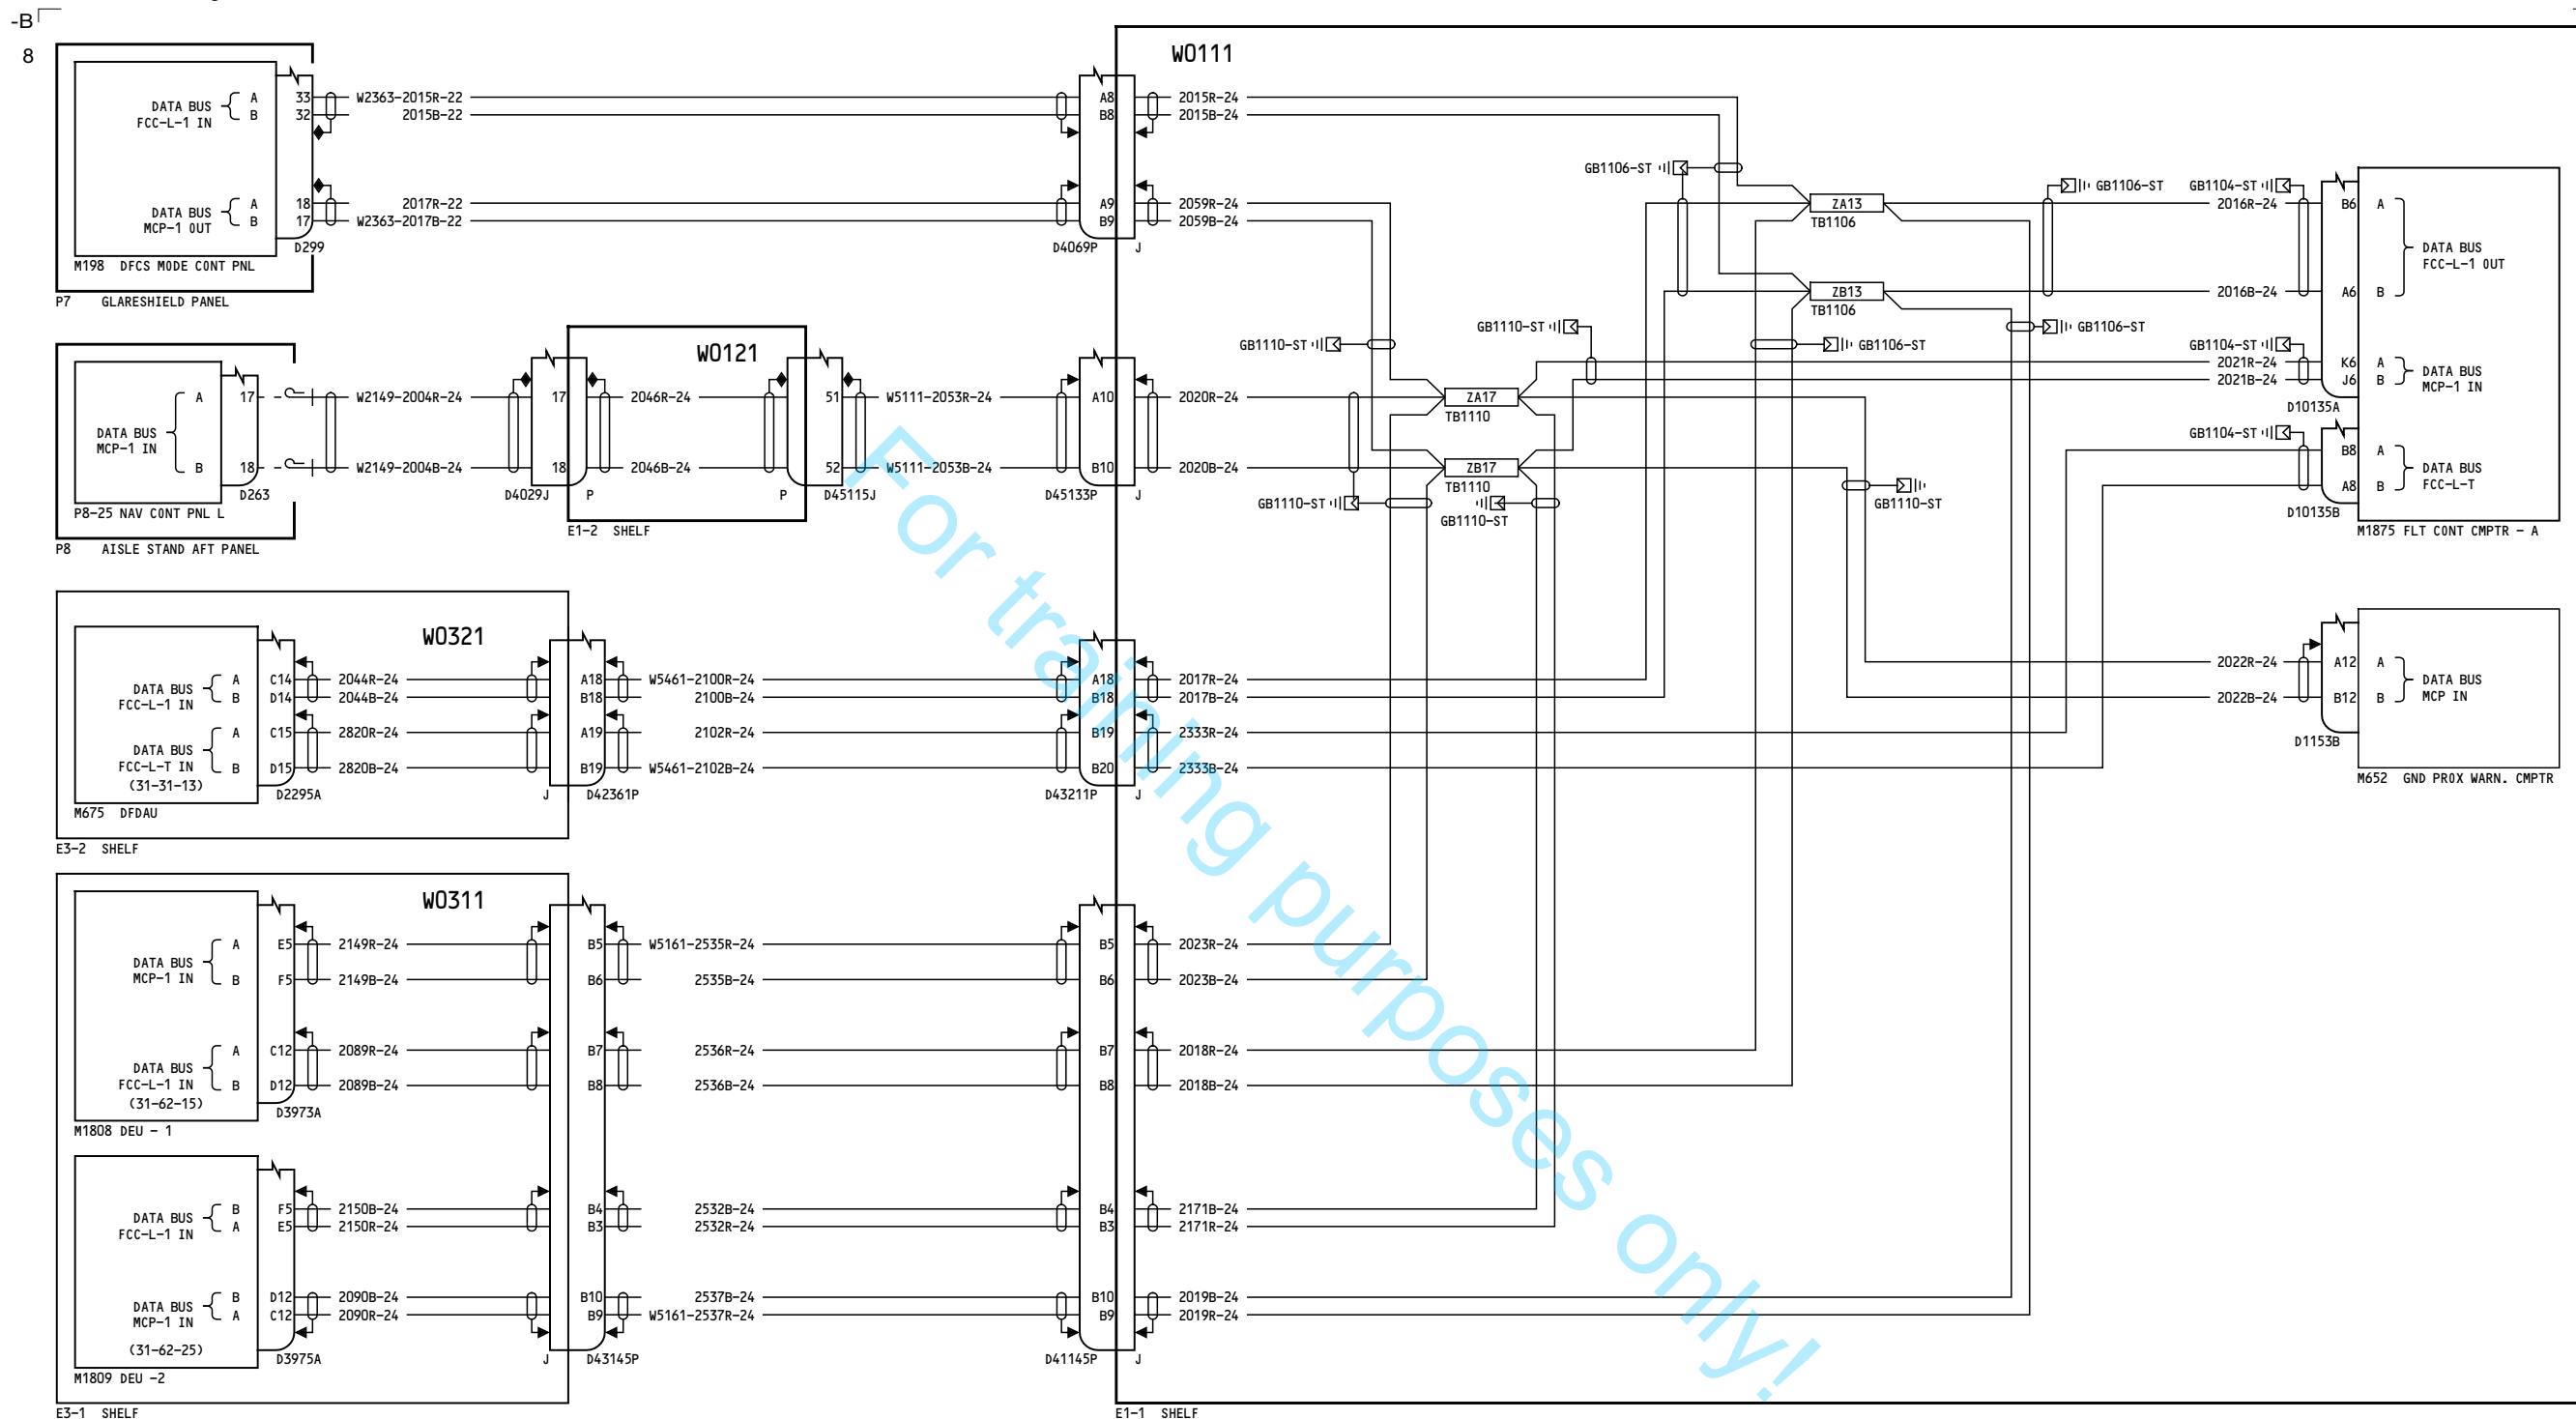 -B
8
W0111
DATA BUS
FCC-L-1 IN
A
B
33
32
W2363-2015R-22
2015B-22
A8
B8
2015R-24
2015B-24
DATA BUS
MCP-1 OUT
A
B
18
17
2017R-22
W2363-2017B-22
A9
B9
2059R-24
2059B-24
D299
D4069P
J
M198 DFCS MODE CONT PNL
P7 GLARESHIELD PANEL
GB1106-ST
ZA13
TB1106
ZB13
TB1106
GB1106-ST
GB1104-ST
2016R-24
2016B-24
B6
A6
A
B
DATA BUS
FCC-L-1 OUT
GB1106-ST
GB1106-ST
GB1104-ST
2021R-24
2021B-24
K6
J6
A
B
DATA BUS
MCP-1 IN
D10135A
GB1104-ST
B8
A8
A
B
DATA BUS
FCC-L-T
D10135B
M1875 FLT CONT CMPTR - A
DATA BUS
MCP-1 IN
A
B
17
18
D263
P8-25 NAV CONT PNL L
P8 AISLE STAND AFT PANEL
W2149-2004R-24
W2149-2004B-24
17
18
D4029J
P
W0121
2046R-24
2046B-24
P
51
52
D45115J
E1-2 SHELF
W5111-2053R-24
W5111-2053B-24
A10
B10
D45133P
J
2020R-24
2020B-24
GB1110-ST
GB1110-ST
ZA17
TB1110
ZB17
TB1110
GB1110-ST
GB1110-ST
GB1110-ST
W0321
DATA BUS
FCC-L-1 IN
A
B
C14
D14
2044R-24
2044B-24
A18
B18
W5461-2100R-24
2100B-24
A18
B18
2017R-24
2017B-24
DATA BUS
FCC-L-T IN
(31-31-13)
A
B
C15
D15
2820R-24
2820B-24
A19
B19
2102R-24
W5461-2102B-24
B19
B20
2333R-24
2333B-24
D2295A
J
D42361P
D43211P
J
M675 DFDAU
E3-2 SHELF
2022R-24
2022B-24
A12
B12
A
B
DATA BUS
MCP IN
D1153B
M652 GND PROX WARN. CMPTR
W0311
DATA BUS
MCP-1 IN
A
B
E5
F5
2149R-24
2149B-24
B5
B6
W5161-2535R-24
2535B-24
B5
B6
2023R-24
2023B-24
DATA BUS
FCC-L-1 IN
(31-62-15)
A
B
C12
D12
2089R-24
2089B-24
B7
B8
2536R-24
2536B-24
B7
B8
2018R-24
2018B-24
D3973A
M1808 DEU - 1
DATA BUS
FCC-L-1 IN
B
A
F5
E5
2150B-24
2150R-24
B4
B3
2532B-24
2532R-24
B4
B3
2171B-24
2171R-24
DATA BUS
MCP-1 IN
(31-62-25)
B
A
D12
C12
2090B-24
2090R-24
B10
B9
2537B-24
W5161-2537R-24
B10
B9
2019B-24
2019R-24
D3975A
J
D43145P
D41145P
J
M1809 DEU -2
E3-1 SHELF
E1-1 SHELF
For training purposes only!